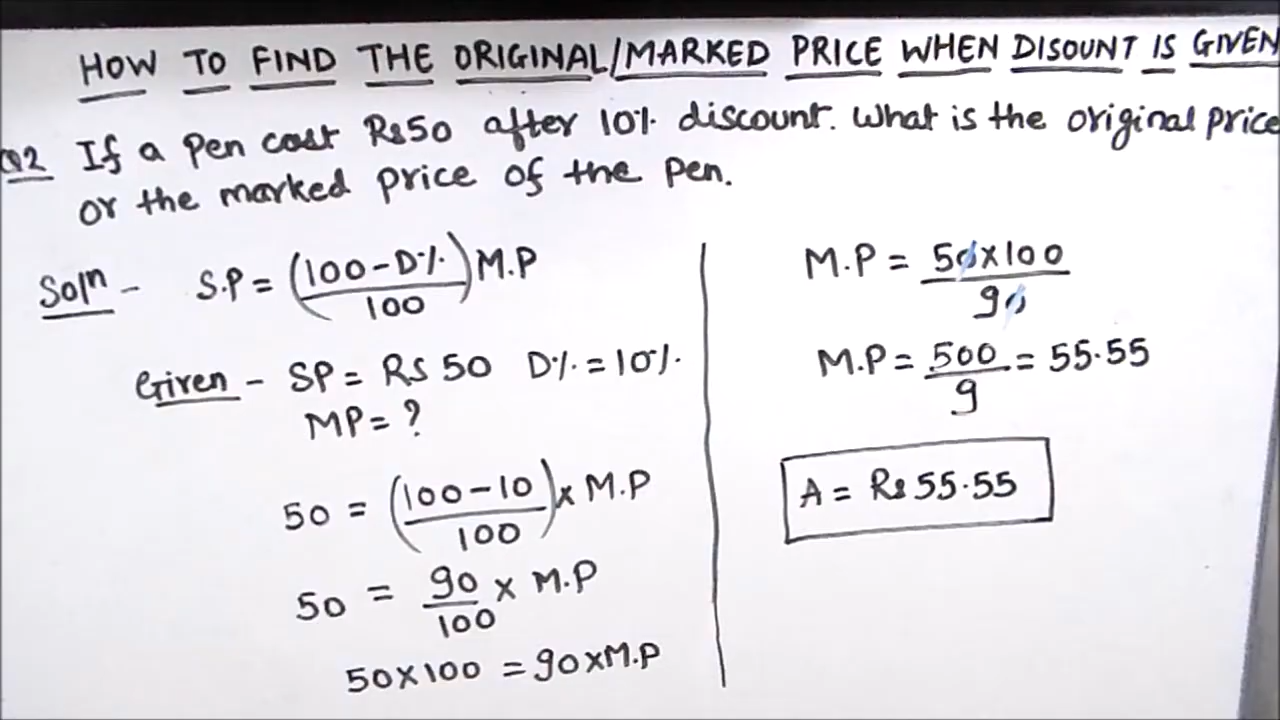 HOW TO FIND THE ORIGINAL/MARKED PRICE WHEN DISOUNT IS GIVEN
Q2 If a pen cost Rs50 after 10% discount. What is the original price
or the marked price of the pen.
Soln - S.P = ((100-D%)/100) M.P
Given - SP = RS 50 D% = 10%.
MP = ?
50 = ((100-10)/100) x M.P
50 = 90/100 x M.P
50x100 = 90xM.P
M.P = 50x100/90
M.P = 500/9 = 55.55
A = Rs 55.55